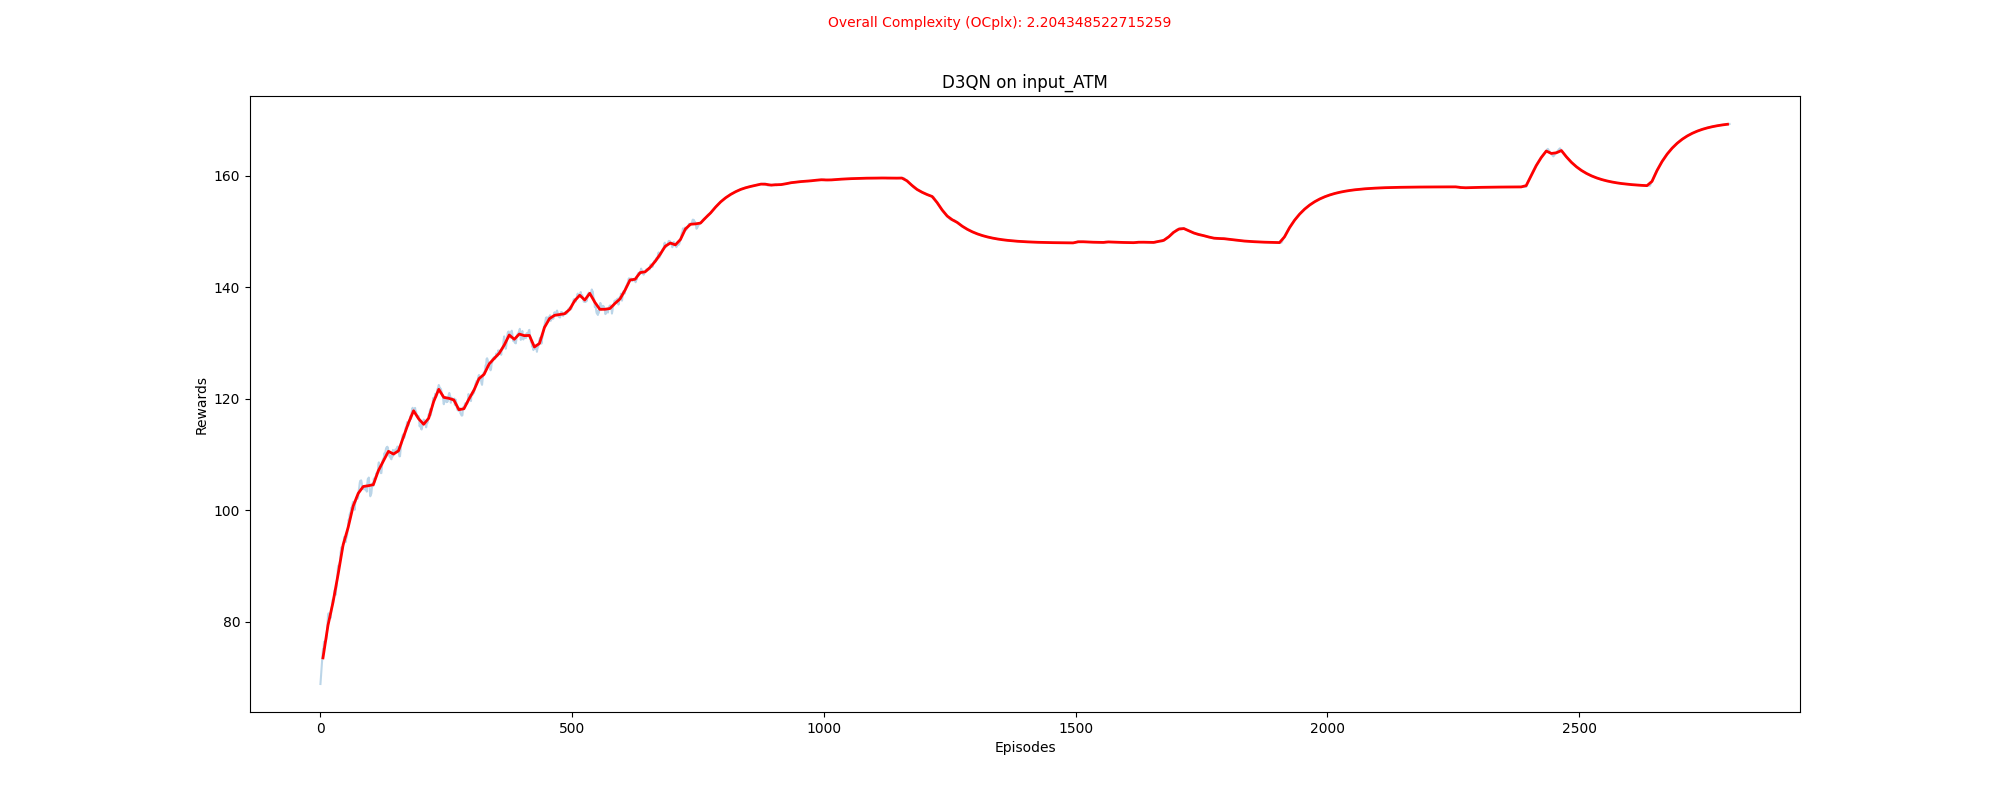 Overall Complexity (OCplx): 2.204348522715259
D3QN on input_ATM
Rewards
160
140
120
100
80
0 500 1000 1500 2000 2500
Episodes